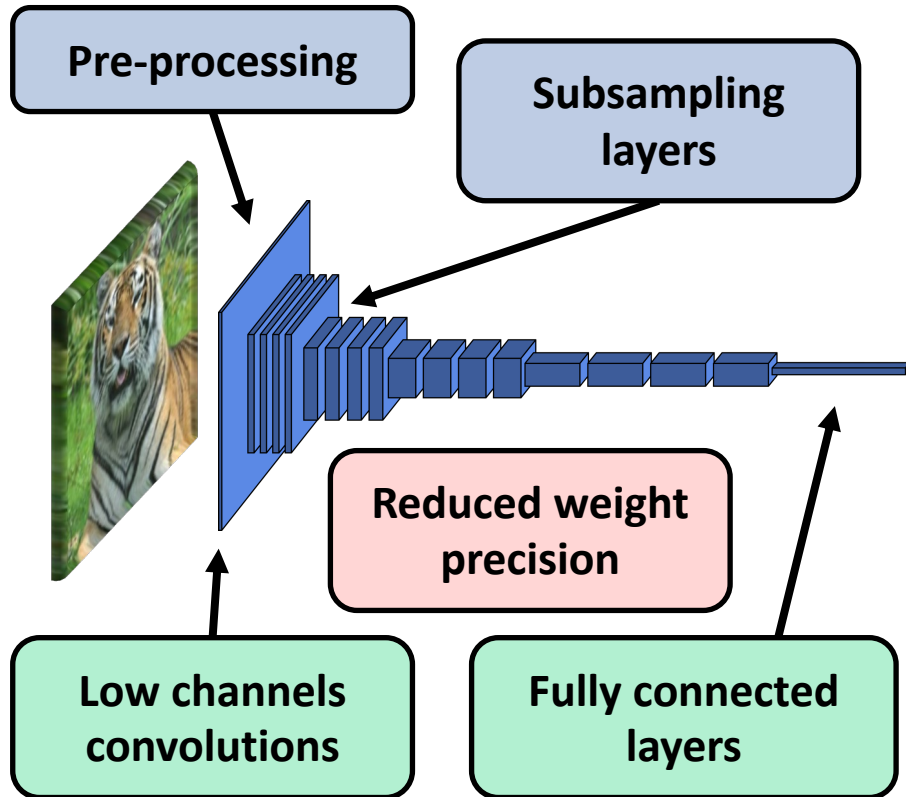 Pre-processing
Subsampling
layers
Reduced weight
precision
Low channels
convolutions
Fully connected
layers